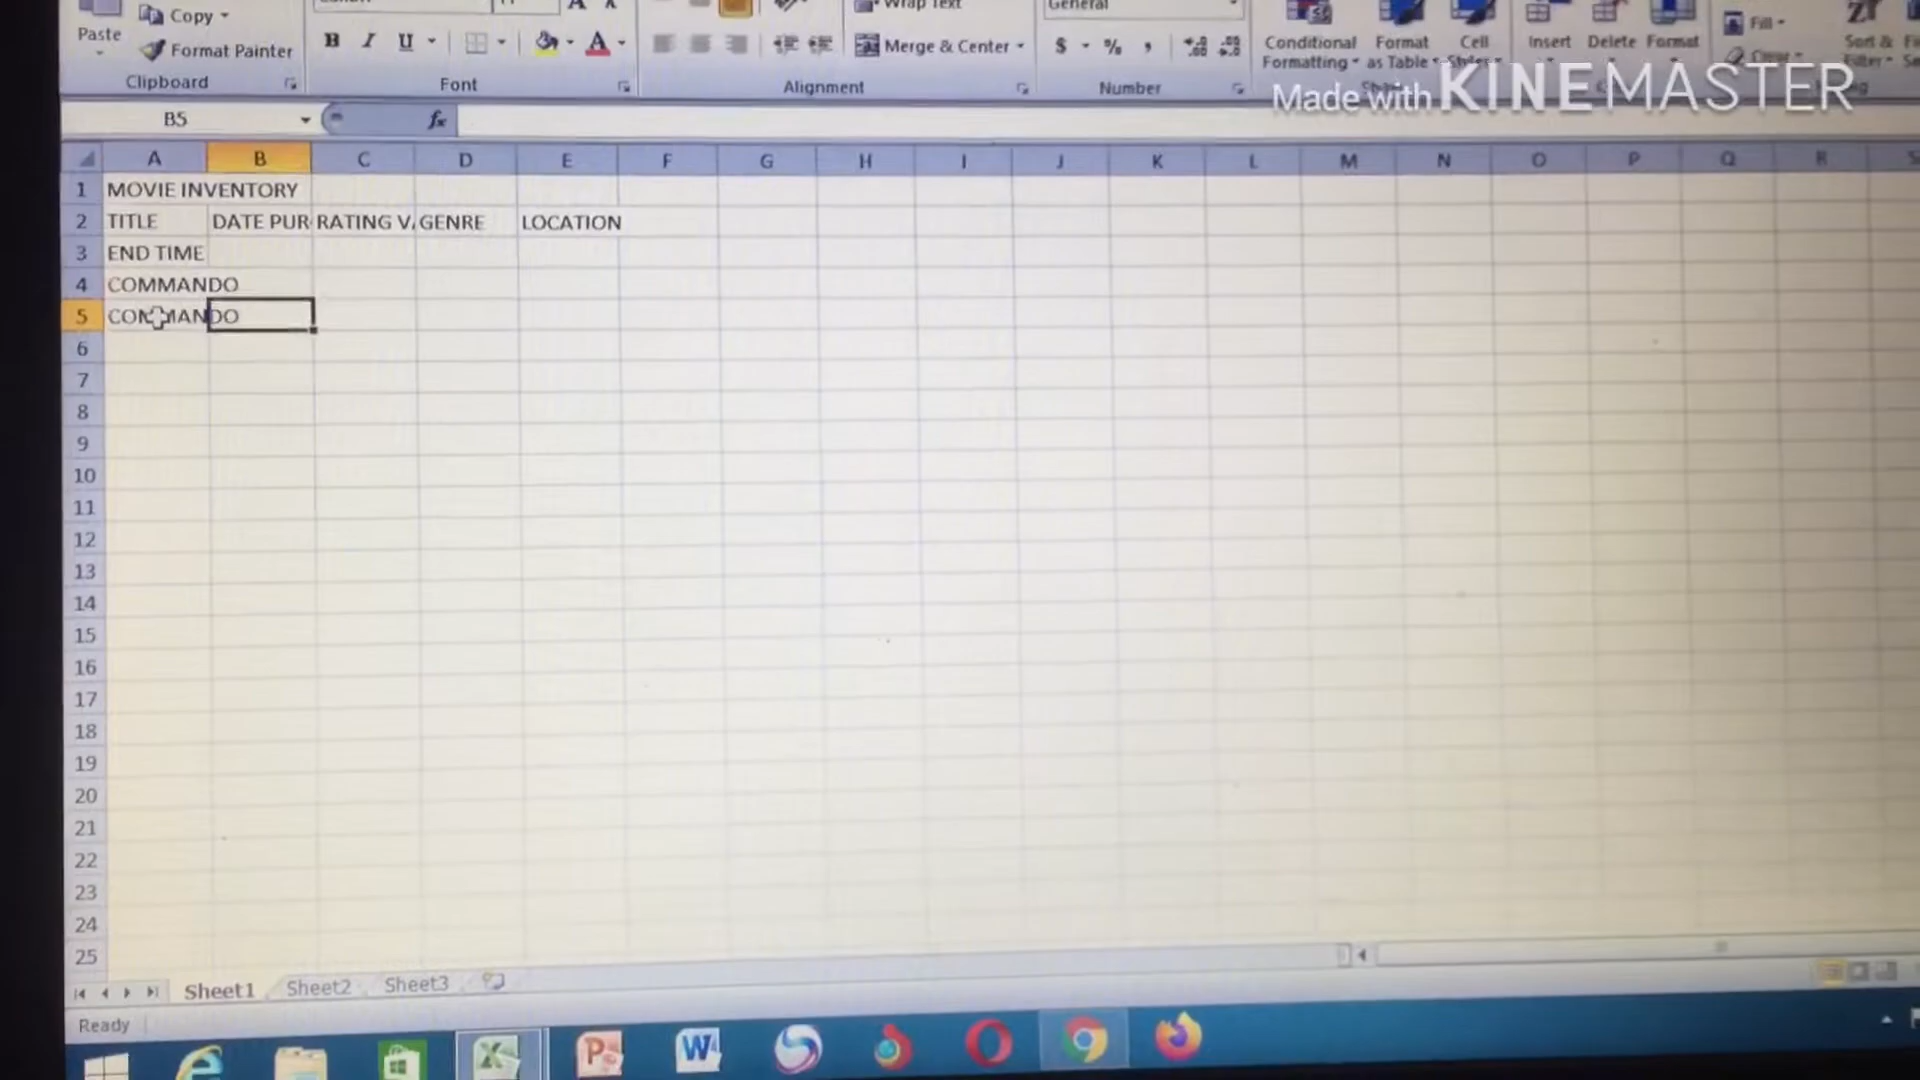 Paste
Copy
Format Painter
Clipboard
B I U
A
Font
Wrap Text
Merge & Center
Alignment
General
$ % ,
Number
Conditional Formatting
Format as Table
Cell Styles
Insert
Delete
Format
Fill
Sort & Filter
Made with KINEMASTER
B5
fx
A B C D E F G H I J K L M N O P Q R S
1 MOVIE INVENTORY
2 TITLE DATE PUR RATING V GENRE LOCATION
3 END TIME
4 COMMANDO
5 COMMANDO
6
7
8
9
10
11
12
13
14
15
16
17
18
19
20
21
22
23
24
25
Sheet1 Sheet2 Sheet3
Ready